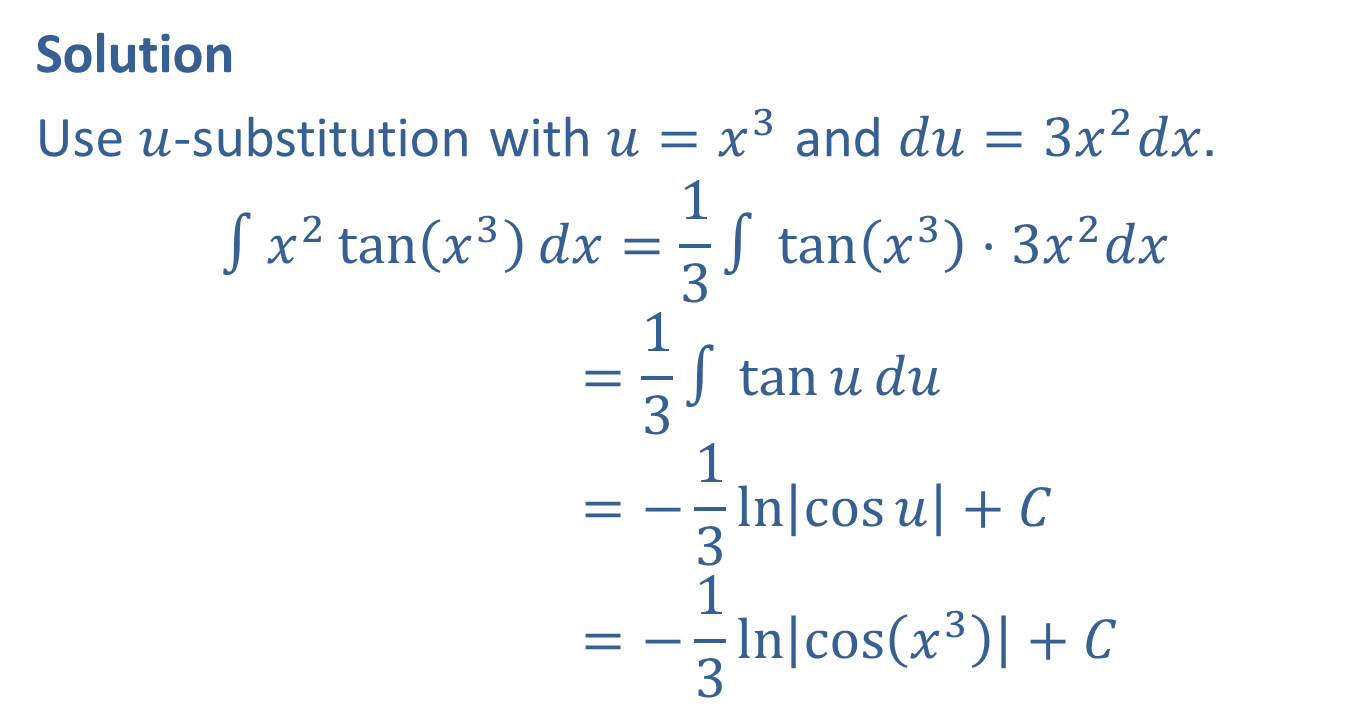 Solution
Use u-substitution with u = x³ and du = 3x²dx.
∫ x² tan(x³) dx = 1/3 ∫ tan(x³) · 3x²dx
= 1/3 ∫ tan u du
= −1/3 ln|cos u| + C
= −1/3 ln|cos(x³)| + C